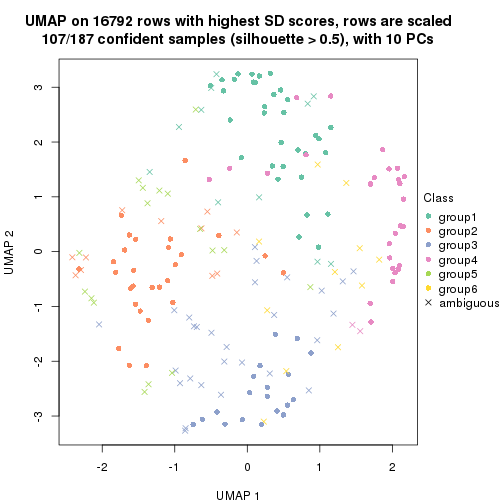 UMAP on 16792 rows with highest SD scores, rows are scaled
107/187 confident samples (silhouette > 0.5), with 10 PCs
3
2
1
0
-1
-2
-3
UMAP 2
-2
-1
0
1
2
UMAP 1
Class
group1
group2
group3
group4
group5
group6
ambiguous